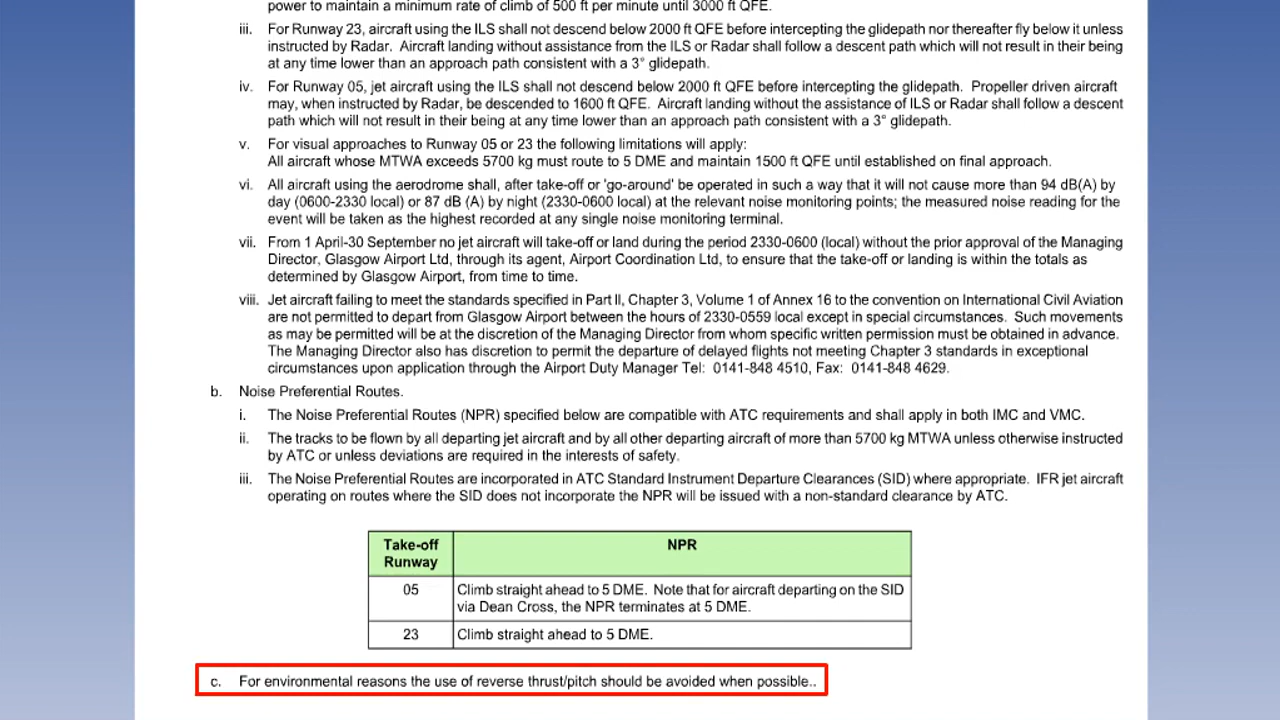 power to maintain a minimum rate of climb of 500 ft per minute until 3000 ft QFE.
iii. For Runway 23, aircraft using the ILS shall not descend below 2000 ft QFE before intercepting the glidepath nor thereafter fly below it unless
instructed by Radar. Aircraft landing without assistance from the ILS or Radar shall follow a descent path which will not result in their being
at any time lower than an approach path consistent with a 3° glidepath.
iv. For Runway 05, jet aircraft using the ILS shall not descend below 2000 ft QFE before intercepting the glidepath. Propeller driven aircraft
may, when instructed by Radar, be descended to 1600 ft QFE. Aircraft landing without the assistance of ILS or Radar shall follow a descent
path which will not result in their being at any time lower than an approach path consistent with a 3° glidepath.
v. For visual approaches to Runway 05 or 23 the following limitations will apply:
All aircraft whose MTWA exceeds 5700 kg must route to 5 DME and maintain 1500 ft QFE until established on final approach.
vi. All aircraft using the aerodrome shall, after take-off or 'go-around' be operated in such a way that it will not cause more than 94 dB(A) by
day (0600-2330 local) or 87 dB (A) by night (2330-0600 local) at the relevant noise monitoring points; the measured noise reading for the
event will be taken as the highest recorded at any single noise monitoring terminal.
vii. From 1 April-30 September no jet aircraft will take-off or land during the period 2330-0600 (local) without the prior approval of the Managing
Director, Glasgow Airport Ltd, through its agent, Airport Coordination Ltd, to ensure that the take-off or landing is within the totals as
determined by Glasgow Airport, from time to time.
viii. Jet aircraft failing to meet the standards specified in Part II, Chapter 3, Volume 1 of Annex 16 to the convention on International Civil Aviation
are not permitted to depart from Glasgow Airport between the hours of 2330-0559 local except in special circumstances. Such movements
as may be permitted will be at the discretion of the Managing Director from whom specific written permission must be obtained in advance.
The Managing Director also has discretion to permit the departure of delayed flights not meeting Chapter 3 standards in exceptional
circumstances upon application through the Airport Duty Manager Tel: 0141-848 4510, Fax: 0141-848 4629.
b. Noise Preferential Routes.
i. The Noise Preferential Routes (NPR) specified below are compatible with ATC requirements and shall apply in both IMC and VMC.
ii. The tracks to be flown by all departing jet aircraft and by all other departing aircraft of more than 5700 kg MTWA unless otherwise instructed
by ATC or unless deviations are required in the interests of safety.
iii. The Noise Preferential Routes are incorporated in ATC Standard Instrument Departure Clearances (SID) where appropriate. IFR jet aircraft
operating on routes where the SID does not incorporate the NPR will be issued with a non-standard clearance by ATC.
Take-off
Runway
NPR
05
Climb straight ahead to 5 DME. Note that for aircraft departing on the SID
via Dean Cross, the NPR terminates at 5 DME.
23
Climb straight ahead to 5 DME.
c. For environmental reasons the use of reverse thrust/pitch should be avoided when possible..